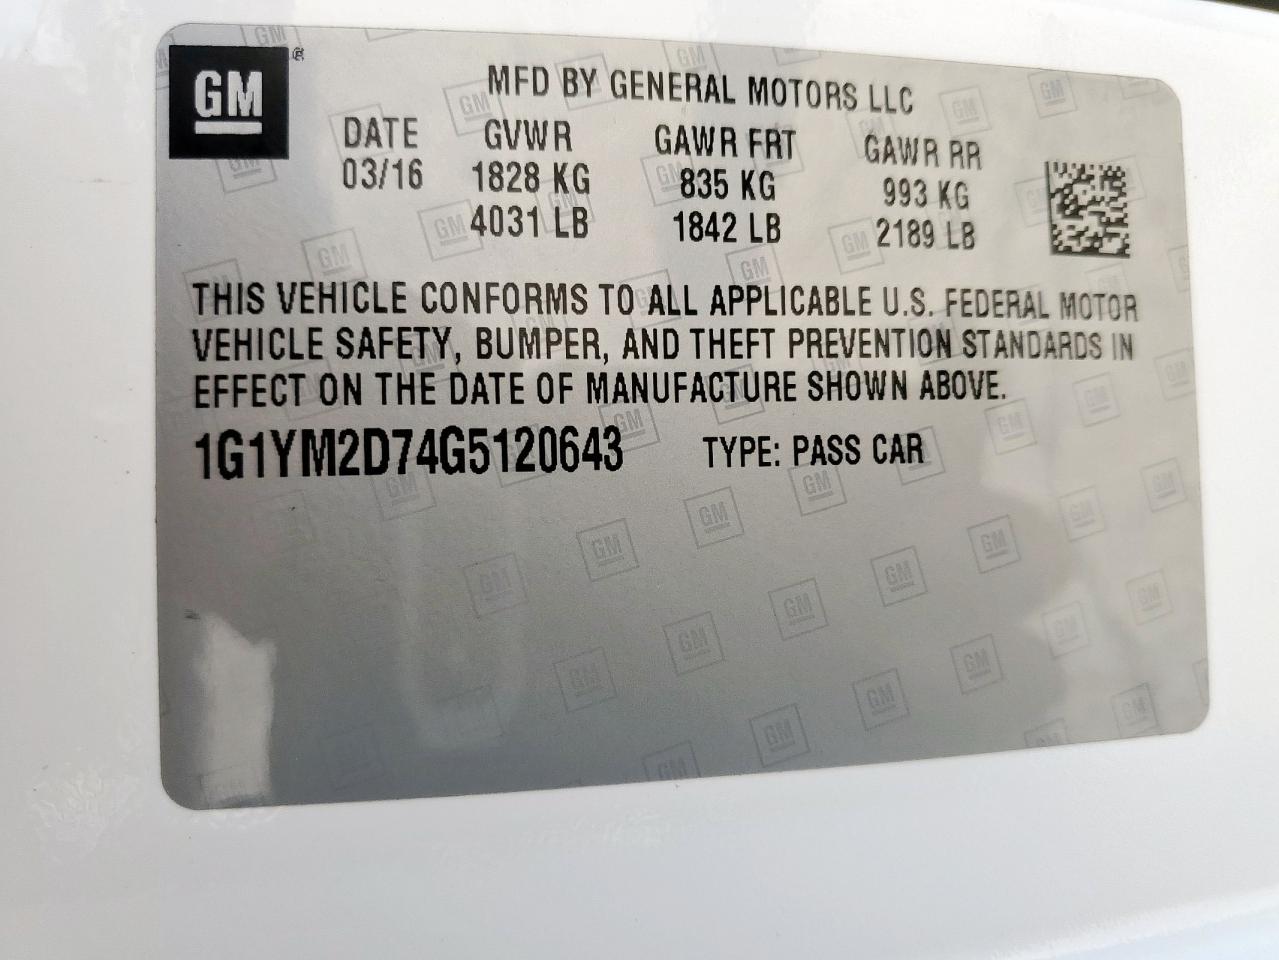 GM ®
MFD BY GENERAL MOTORS LLC
DATE GVWR GAWR FRT GAWR RR
03/16 1828 KG 835 KG 993 KG
4031 LB 1842 LB 2189 LB
THIS VEHICLE CONFORMS TO ALL APPLICABLE U.S. FEDERAL MOTOR
VEHICLE SAFETY, BUMPER, AND THEFT PREVENTION STANDARDS IN
EFFECT ON THE DATE OF MANUFACTURE SHOWN ABOVE.
1G1YM2D74G5120643 TYPE: PASS CAR